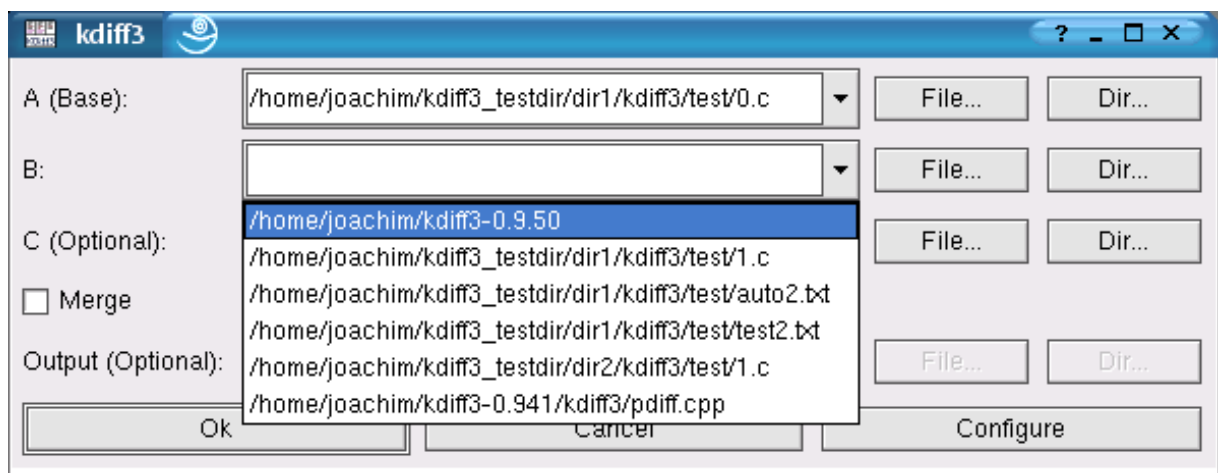 kdiff3
A (Base): /home/joachim/kdiff3_testdir/dir1/kdiff3/test/0.c File... Dir...
B: File... Dir...
/home/joachim/kdiff3-0.9.50
C (Optional): File... Dir...
/home/joachim/kdiff3_testdir/dir1/kdiff3/test/1.c
/home/joachim/kdiff3_testdir/dir1/kdiff3/test/auto2.txt
Merge
/home/joachim/kdiff3_testdir/dir1/kdiff3/test/test2.txt
Output (Optional): File... Dir...
/home/joachim/kdiff3_testdir/dir2/kdiff3/test/1.c
/home/joachim/kdiff3-0.941/kdiff3/pdiff.cpp
Ok Cancel Configure